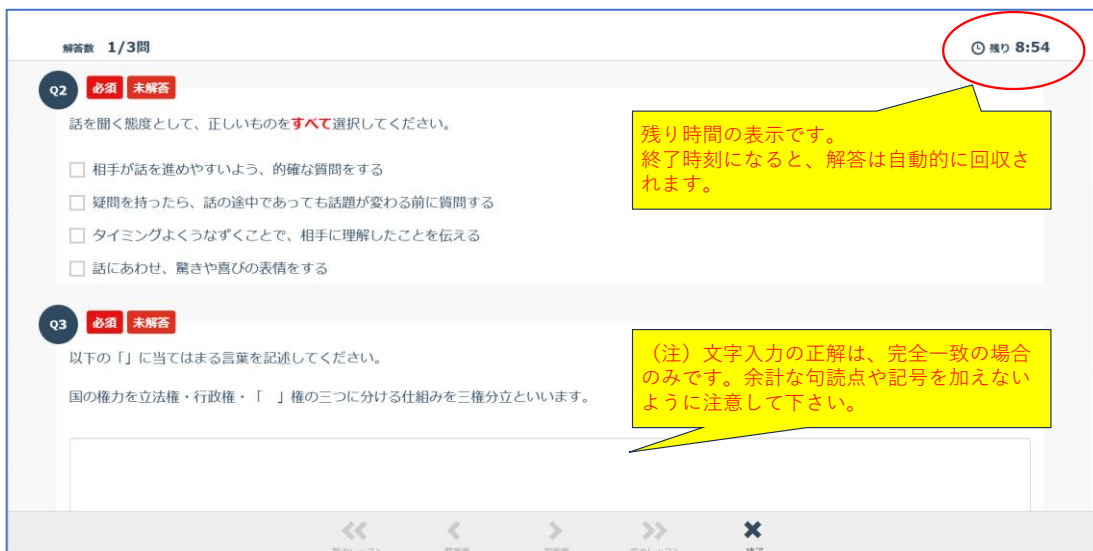 解答数 1/3問
残り 8:54
Q2 必須 未解答
話を聞く態度として、正しいものをすべて選択してください。
相手が話を進めやすいよう、的確な質問をする
疑問を持ったら、話の途中であっても話題が変わる前に質問する
タイミングよくうなずくことで、相手に理解したことを伝える
話にあわせ、驚きや喜びの表情をする
残り時間の表示です。
終了時刻になると、解答は自動的に回収さ
れます。
Q3 必須 未解答
以下の「」に当てはまる言葉を記述してください。
国の権力を立法権・行政権・「　」権の三つに分ける仕組みを三権分立といいます。
（注）文字入力の正解は、完全一致の場合
のみです。余計な句読点や記号を加えない
ように注意して下さい。